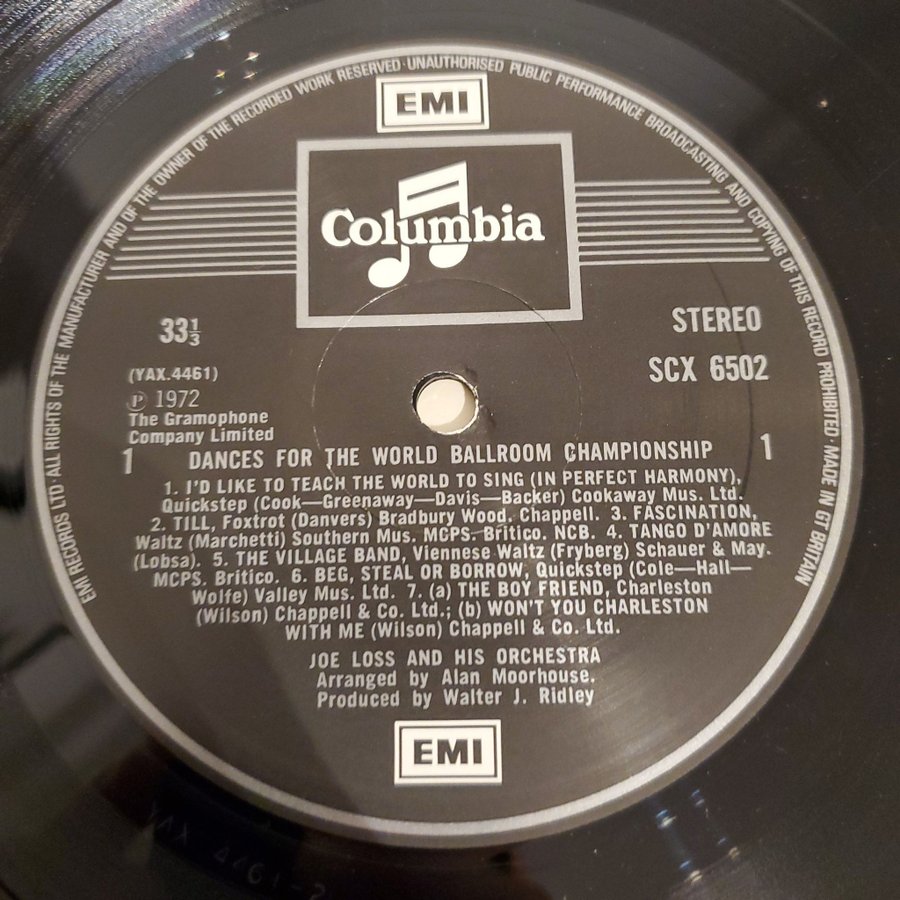 EMI RECORDS LTD · ALL RIGHTS OF THE MANUFACTURER AND OF THE OWNER OF THE RECORDED WORK RESERVED · UNAUTHORISED PUBLIC PERFORMANCE BROADCASTING AND COPYING OF THIS RECORD PROHIBITED · MADE IN GT BRITAIN
EMI
Columbia
33⅓
STEREO
SCX 6502
(YAX.4461)
℗ 1972
The Gramophone
Company Limited
1 DANCES FOR THE WORLD BALLROOM CHAMPIONSHIP 1
1. I'D LIKE TO TEACH THE WORLD TO SING (IN PERFECT HARMONY),
Quickstep (Cook—Greenaway—Davis—Backer) Cookaway Mus. Ltd.
2. TILL, Foxtrot (Danvers) Bradbury Wood. Chappell. 3. FASCINATION,
Waltz (Marchetti) Southern Mus. MCPS. Britico. NCB. 4. TANGO D'AMORE
(Lobsa). 5. THE VILLAGE BAND, Viennese Waltz (Fryberg) Schauer & May.
MCPS. Britico. 6. BEG, STEAL OR BORROW, Quickstep (Cole—Hall—
Wolfe) Valley Mus. Ltd. 7. (a) THE BOY FRIEND, Charleston
(Wilson) Chappell & Co. Ltd.; (b) WON'T YOU CHARLESTON
WITH ME (Wilson) Chappell & Co. Ltd.
JOE LOSS AND HIS ORCHESTRA
Arranged by Alan Moorhouse.
Produced by Walter J. Ridley
EMI
YAX 4461-2